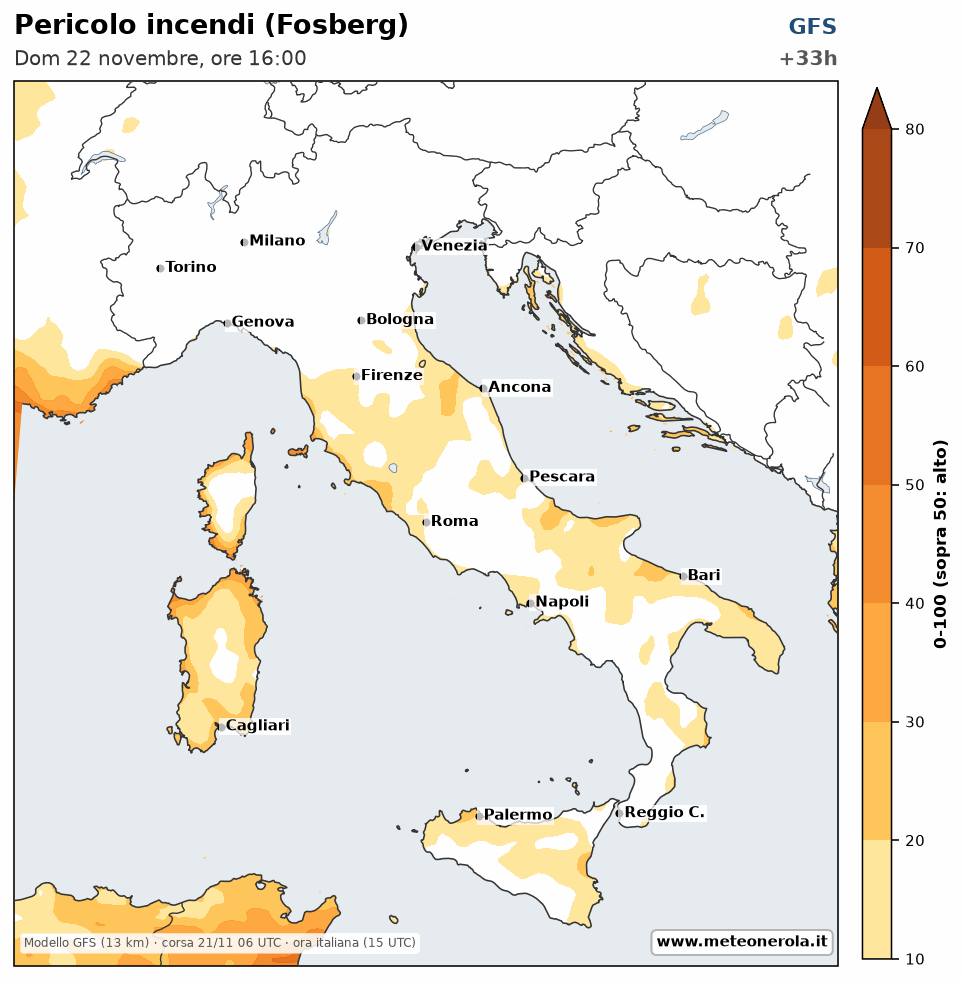 Pericolo incendi (Fosberg)
GFS
Dom 22 novembre, ore 16:00
+33h
Milano
Venezia
Torino
Genova
Bologna
Firenze
Ancona
Pescara
Roma
Bari
Napoli
Cagliari
Palermo
Reggio C.
80
70
60
50
40
30
20
10
0-100 (sopra 50: alto)
Modello GFS (13 km) · corsa 21/11 06 UTC · ora italiana (15 UTC)
www.meteonerola.it